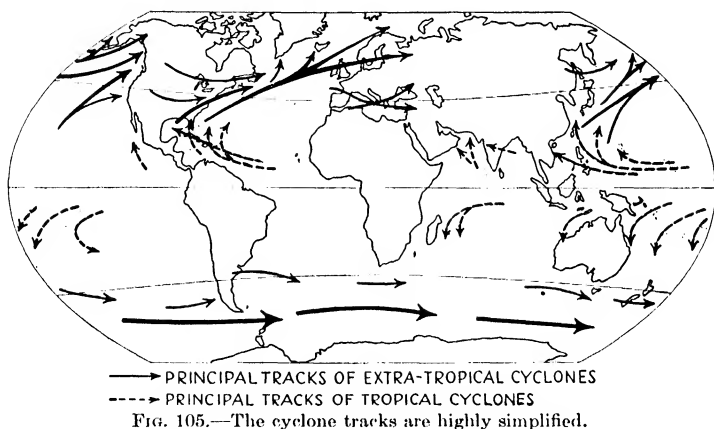 PRINCIPAL TRACKS OF EXTRA-TROPICAL CYCLONES
PRINCIPAL TRACKS OF TROPICAL CYCLONES
FIG. 105.—The cyclone tracks are highly simplified.